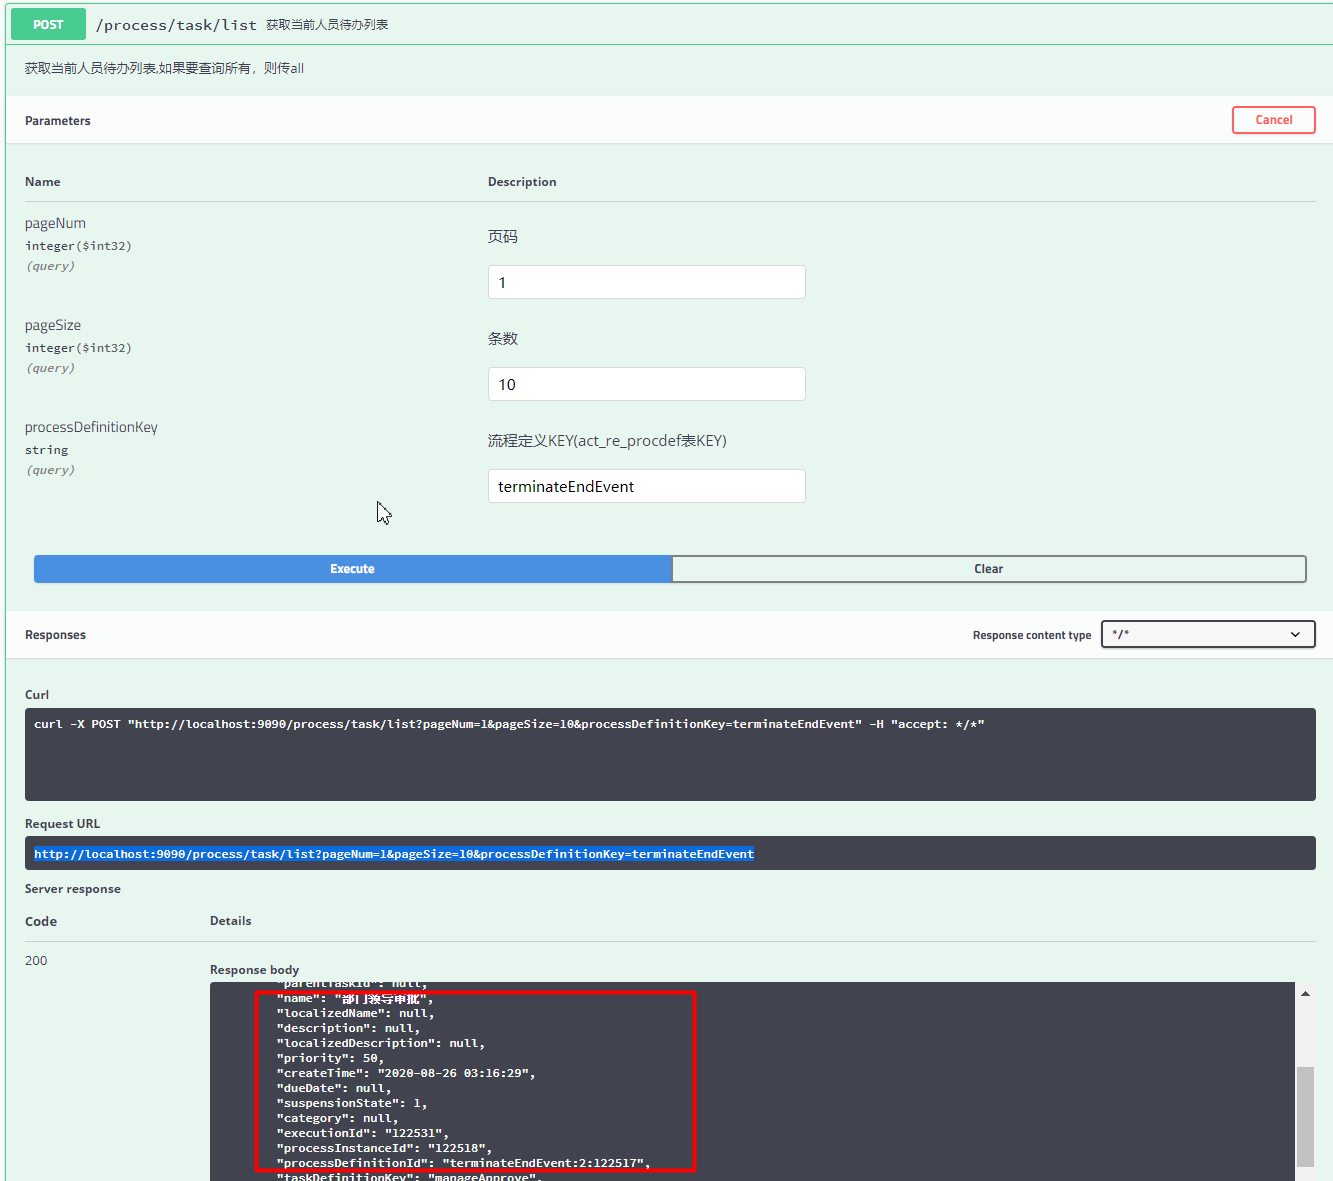 POST /process/task/list 获取当前人员待办列表
获取当前人员待办列表,如果要查询所有，则传all
Parameters
Cancel
Name
Description
pageNum
integer($int32)
(query)
页码
1
pageSize
integer($int32)
(query)
条数
10
processDefinitionKey
string
(query)
流程定义KEY(act_re_procdef表KEY)
terminateEndEvent
Execute
Clear
Responses
Response content type
*/*
Curl
curl -X POST "http://localhost:9090/process/task/list?pageNum=1&pageSize=10&processDefinitionKey=terminateEndEvent" -H "accept: */*"
Request URL
http://localhost:9090/process/task/list?pageNum=1&pageSize=10&processDefinitionKey=terminateEndEvent
Server response
Code
Details
200
Response body
"parentTaskId": null,
"name": "部门领导审批",
"localizedName": null,
"description": null,
"localizedDescription": null,
"priority": 50,
"createTime": "2020-08-26 03:16:29",
"dueDate": null,
"suspensionState": 1,
"category": null,
"executionId": "122531",
"processInstanceId": "122518",
"processDefinitionId": "terminateEndEvent:2:122517",
"taskDefinitionKey": "manageApprove",